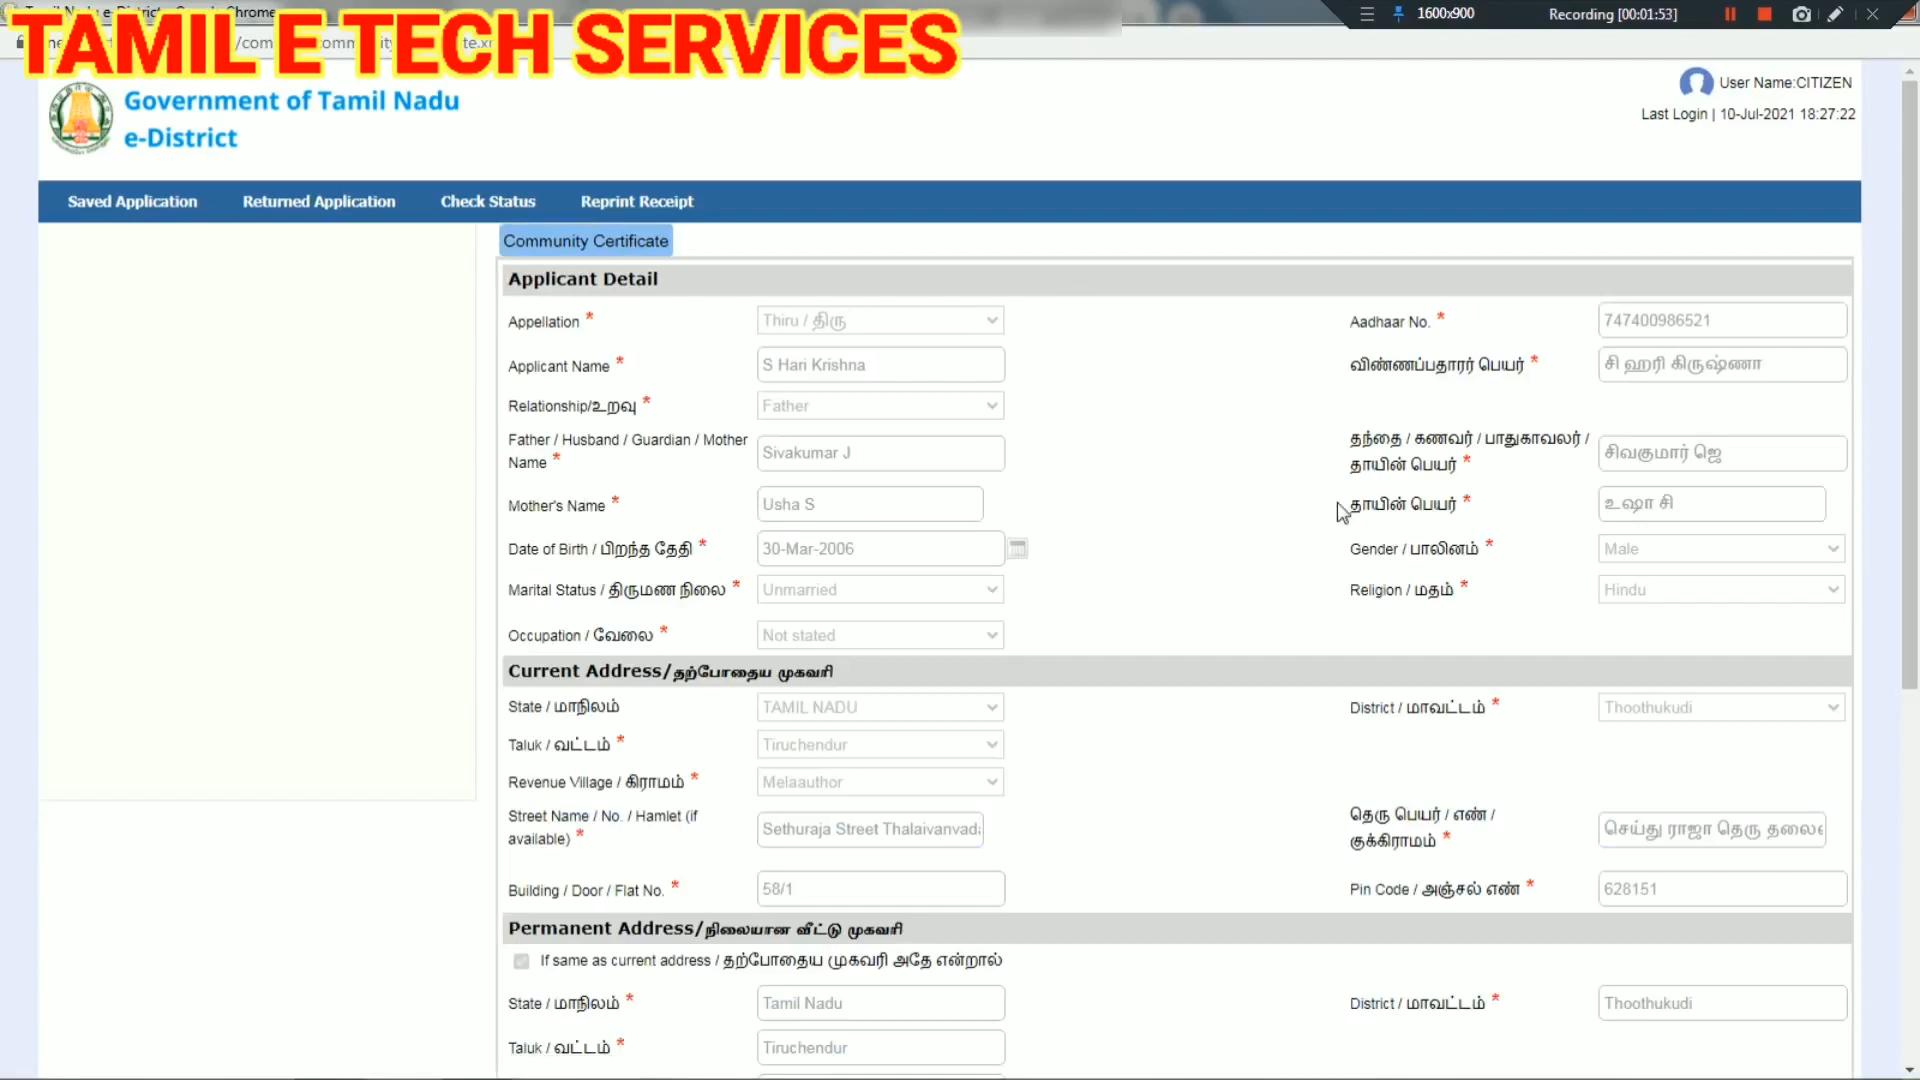 TAMIL E TECH SERVICES
1600x900
Recording [00:01:53]
Government of Tamil Nadu
e-District
User Name:CITIZEN
Last Login | 10-Jul-2021 18:27:22
Saved Application Returned Application Check Status Reprint Receipt
Community Certificate
Applicant Detail
Appellation * Thiru / திரு Aadhaar No. * 747400986521
Applicant Name * S Hari Krishna விண்ணப்பதாரர் பெயர் * சி ஹரி கிருஷ்ணா
Relationship/உறவு * Father
Father / Husband / Guardian / Mother Name * Sivakumar J தந்தை / கணவர் / பாதுகாவலர் / தாயின் பெயர் * சிவகுமார் ஜெ
Mother's Name * Usha S தாயின் பெயர் * உஷா சி
Date of Birth / பிறந்த தேதி * 30-Mar-2006 Gender / பாலினம் * Male
Marital Status / திருமண நிலை * Unmarried Religion / மதம் * Hindu
Occupation / வேலை * Not stated
Current Address/தற்போதைய முகவரி
State / மாநிலம் TAMIL NADU District / மாவட்டம் * Thoothukudi
Taluk / வட்டம் * Tiruchendur
Revenue Village / கிராமம் * Melaauthor
Street Name / No. / Hamlet (if available) * Sethuraja Street Thalaivanvad தெரு பெயர் / எண் / குக்கிராமம் * செய்து ராஜா தெரு
Building / Door / Flat No. * 58/1 Pin Code / அஞ்சல் எண் * 628151
Permanent Address/நிலையான வீட்டு முகவரி
If same as current address / தற்போதைய முகவரி அதே என்றால்
State / மாநிலம் * Tamil Nadu District / மாவட்டம் * Thoothukudi
Taluk / வட்டம் * Tiruchendur